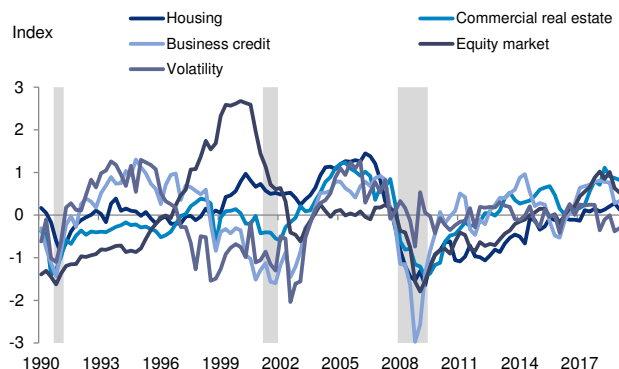 Index
Housing
Commercial real estate
Business credit
Equity market
Volatility
3
2
1
0
-1
-2
-3
1990 1993 1996 1999 2002 2005 2008 2011 2014 2017